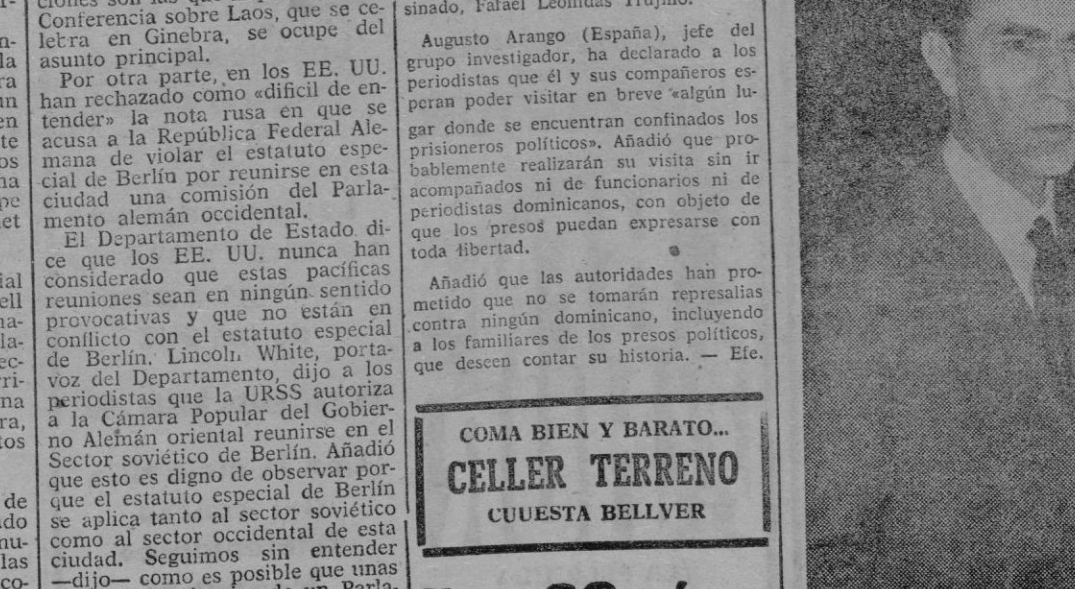 ciones son las que
Conferencia sobre Laos, que se ce-
letra en Ginebra, se ocupe del
asunto principal.
Por otra parte, en los EE. UU.
han rechazado como «dificil de en-
tender» la nota rusa en que se
acusa a la República Federal Ale-
mana de violar el estatuto espe-
cial de Berlín por reunirse en esta
ciudad una comisión del Parla-
mento alemán occidental.
El Departamento de Estado di-
ce que los EE. UU. nunca han
considerado que estas pacíficas
reuniones sean en ningún sentido
provocativas y que no están en
conflicto con el estatuto especial
de Berlín. Lincoln White, porta-
voz del Departamento, dijo a los
periodistas que la URSS autoriza
a la Cámara Popular del Gobier-
no Alemán oriental reunirse en el
Sector soviético de Berlín. Añadió
que esto es digno de observar por-
que el estatuto especial de Berlín
se aplica tanto al sector soviético
como al sector occidental de esta
ciudad. Seguimos sin entender
—dijo— como es posible que unas
sinado, Rafael Leónidas Trujillo.
Augusto Arango (España), jefe del
grupo investigador, ha declarado a los
periodistas que él y sus compañeros es-
peran poder visitar en breve «algún lu-
gar donde se encuentran confinados los
prisioneros políticos». Añadió que pro-
bablemente realizarán su visita sin ir
acompañados ni de funcionarios ni de
periodistas dominicanos, con objeto de
que los presos puedan expresarse con
toda libertad.
Añadió que las autoridades han pro-
metido que no se tomarán represalias
contra ningún dominicano, incluyendo
a los familiares de los presos políticos,
que deseen contar su historia. — Efe.
COMA BIEN Y BARATO...
CELLER TERRENO
CUUESTA BELLVER